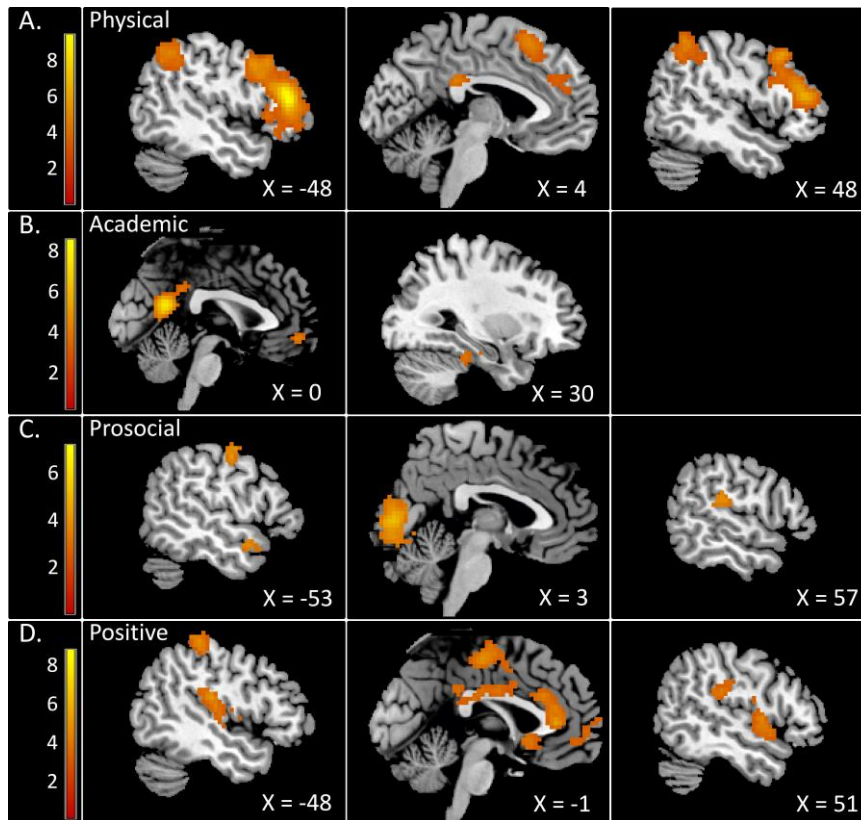 A. Physical
8
6
4
2
X = -48
X = 4
X = 48
B. Academic
8
6
4
2
X = 0
X = 30
C. Prosocial
6
4
2
X = -53
X = 3
X = 57
D. Positive
8
6
4
2
X = -48
X = -1
X = 51